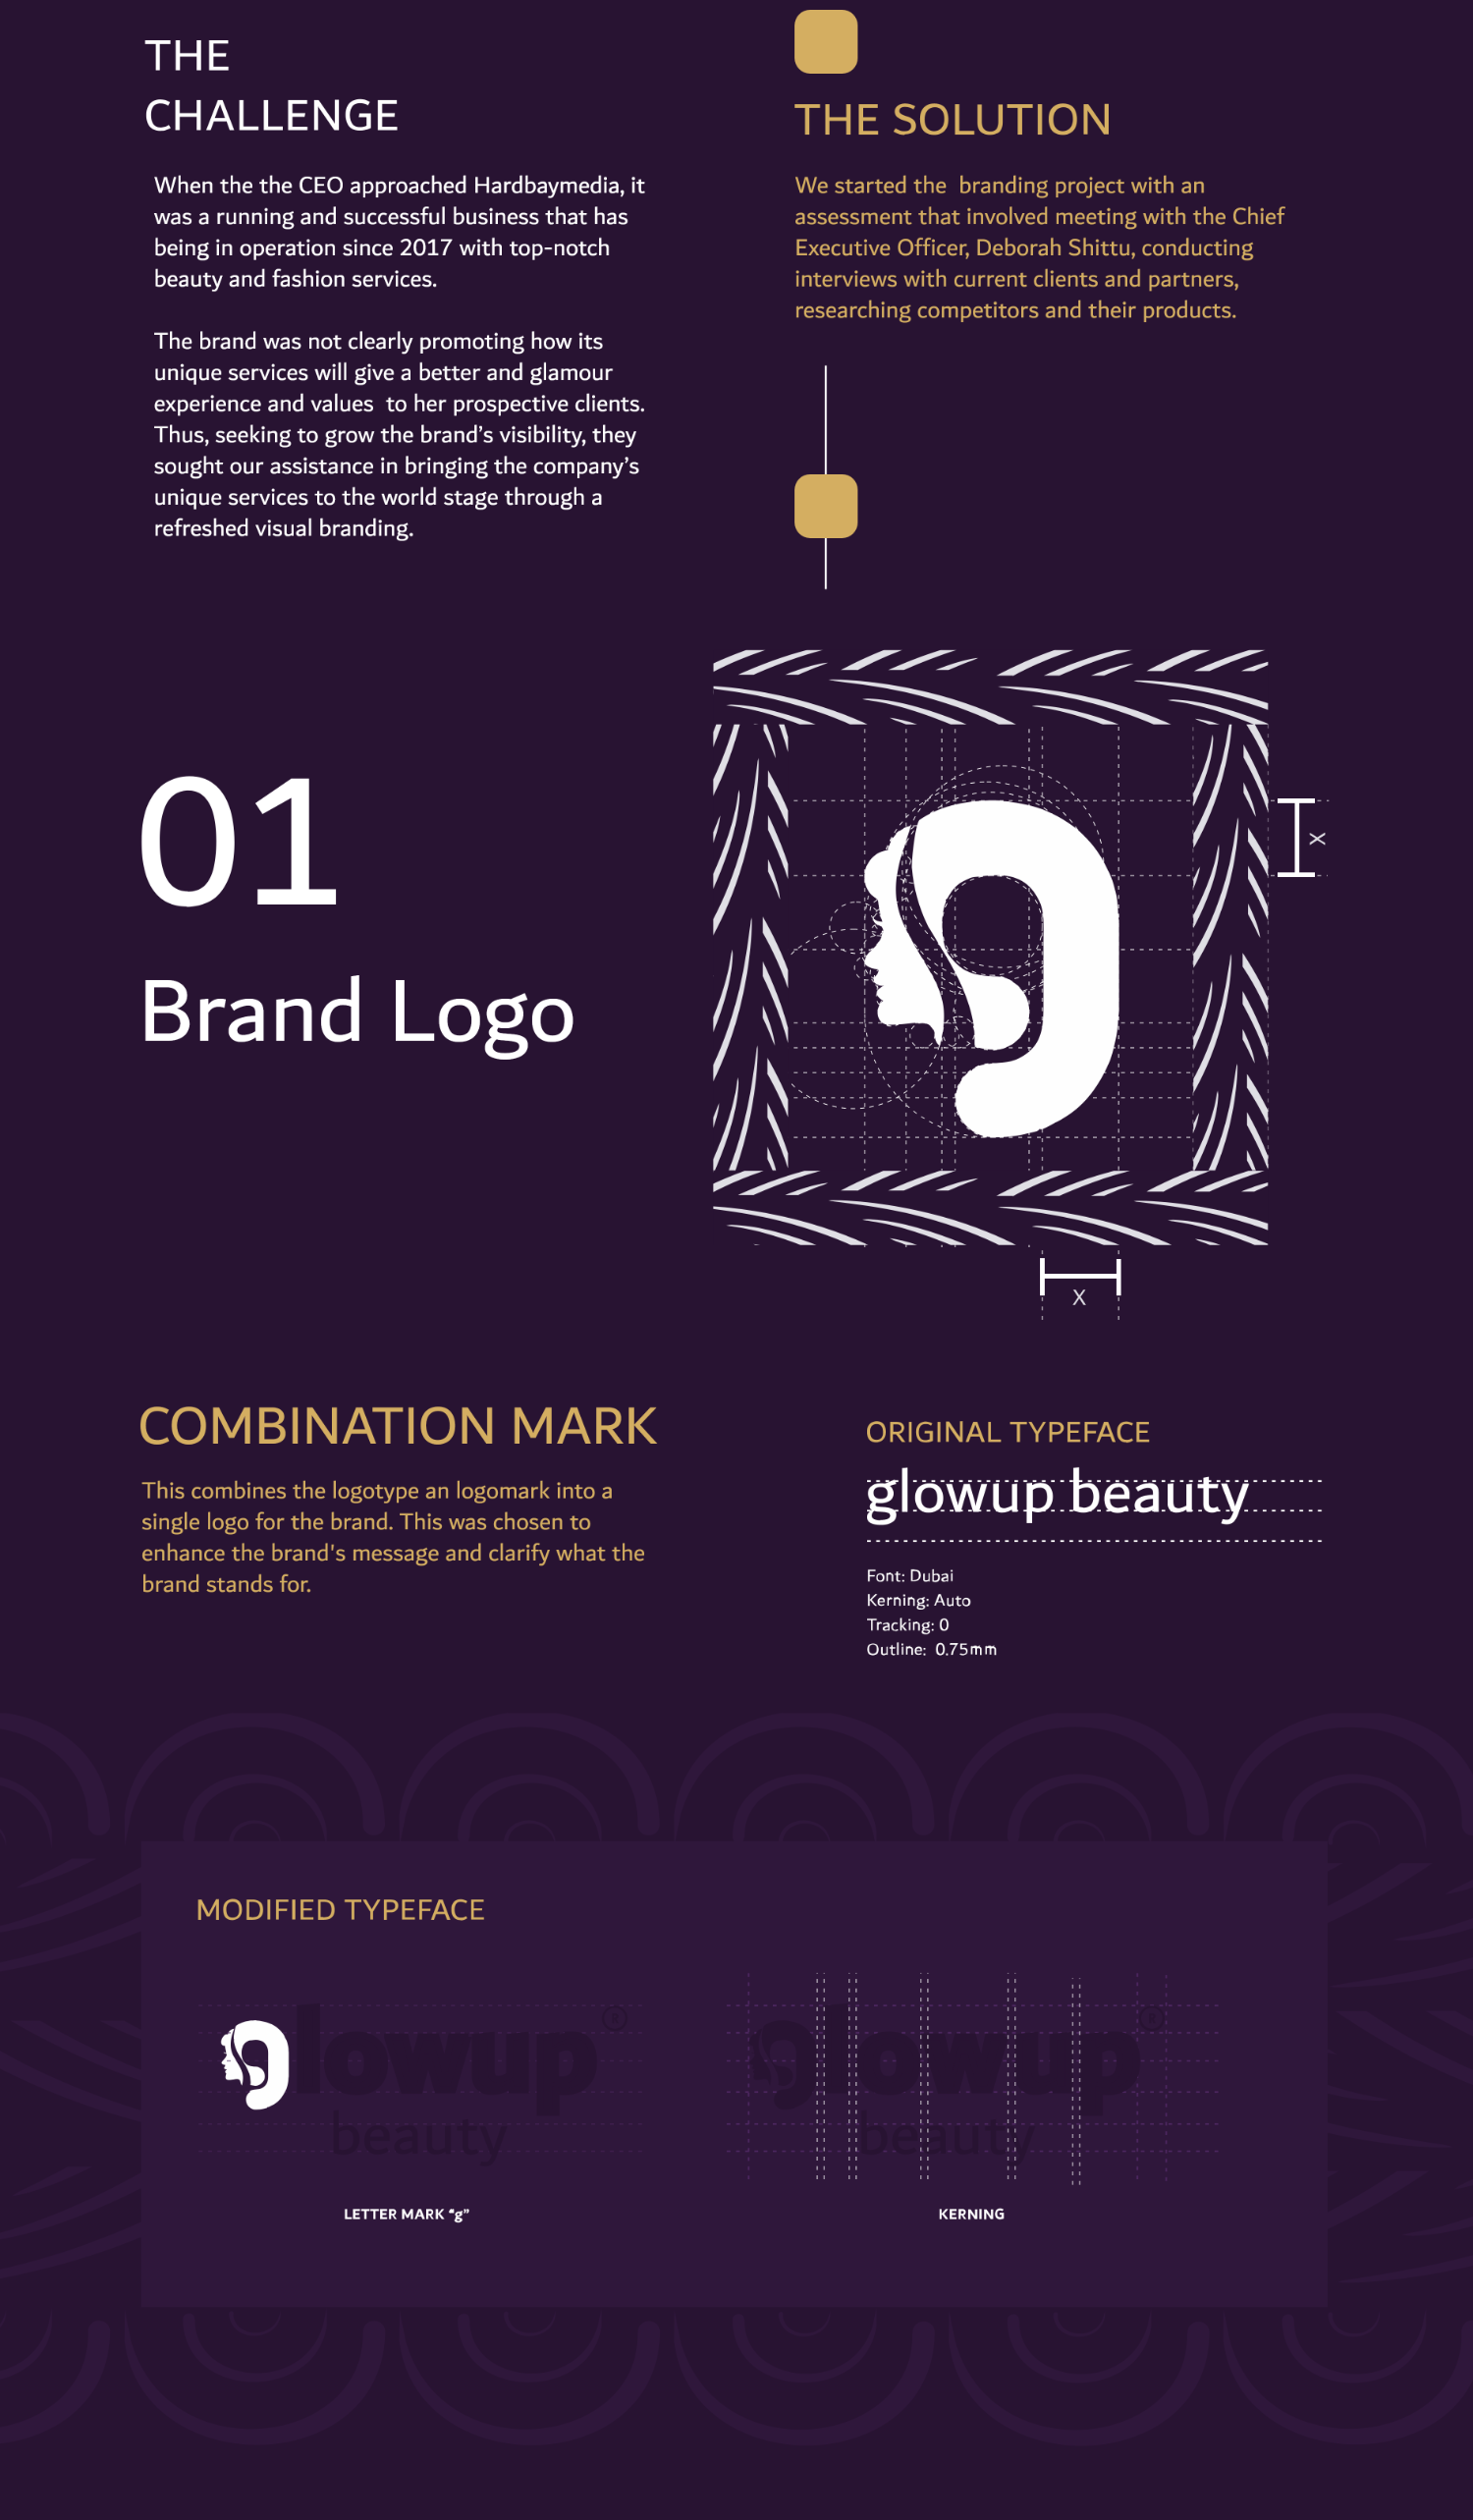 THE
CHALLENGE
When the the CEO approached Hardbaymedia, it
was a running and successful business that has
being in operation since 2017 with top-notch
beauty and fashion services.
The brand was not clearly promoting how its
unique services will give a better and glamour
experience and values  to her prospective clients.
Thus, seeking to grow the brand’s visibility, they
sought our assistance in bringing the company’s
unique services to the world stage through a
refreshed visual branding.
THE SOLUTION
We started the  branding project with an
assessment that involved meeting with the Chief
Executive Officer, Deborah Shittu, conducting
interviews with current clients and partners,
researching competitors and their products.
01
Brand Logo
X
X
COMBINATION MARK
This combines the logotype an logomark into a
single logo for the brand. This was chosen to
enhance the brand's message and clarify what the
brand stands for.
ORIGINAL TYPEFACE
glowup beauty
Font: Dubai
Kerning: Auto
Tracking: 0
Outline:  0.75mm
MODIFIED TYPEFACE
glowup®
beauty
LETTER MARK “g”
glowup®
beauty
KERNING